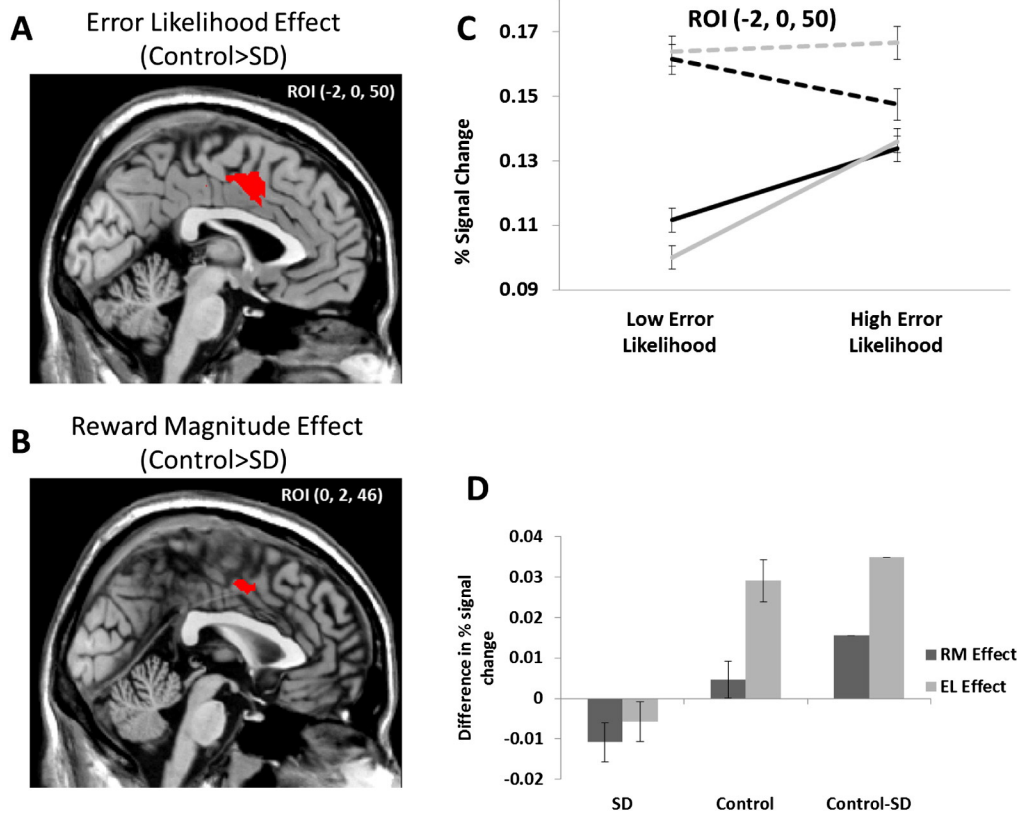 A
Error Likelihood Effect
(Control>SD)
ROI (-2, 0, 50)
B
Reward Magnitude Effect
(Control>SD)
ROI (0, 2, 46)
C
ROI (-2, 0, 50)
% Signal Change
0.17
0.15
0.13
0.11
0.09
Low Error
Likelihood
High Error
Likelihood
D
Difference in % signal
change
0.04
0.03
0.02
0.01
0
-0.01
-0.02
SD
Control
Control-SD
RM Effect
EL Effect